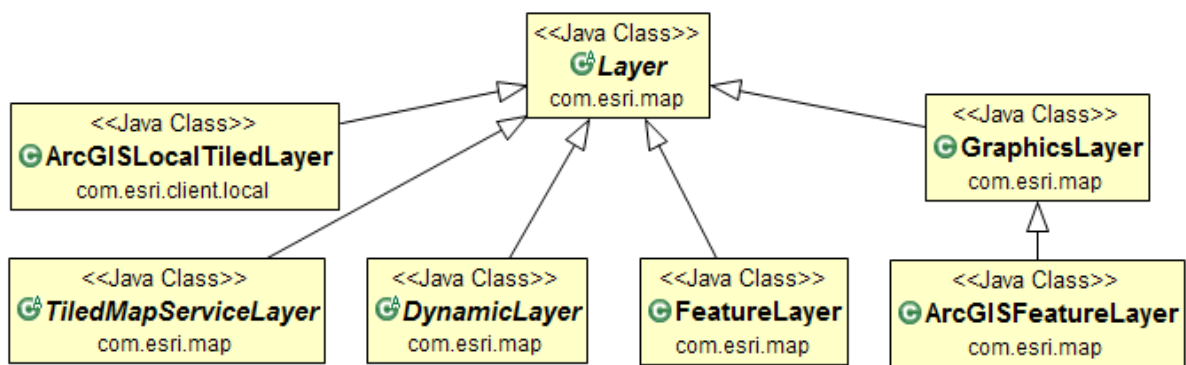 <<Java Class>>
Layer
com.esri.map
<<Java Class>>
ArcGISLocalTiledLayer
com.esri.client.local
<<Java Class>>
GraphicsLayer
com.esri.map
<<Java Class>>
TiledMapServiceLayer
com.esri.map
<<Java Class>>
DynamicLayer
com.esri.map
<<Java Class>>
FeatureLayer
com.esri.map
<<Java Class>>
ArcGISFeatureLayer
com.esri.map